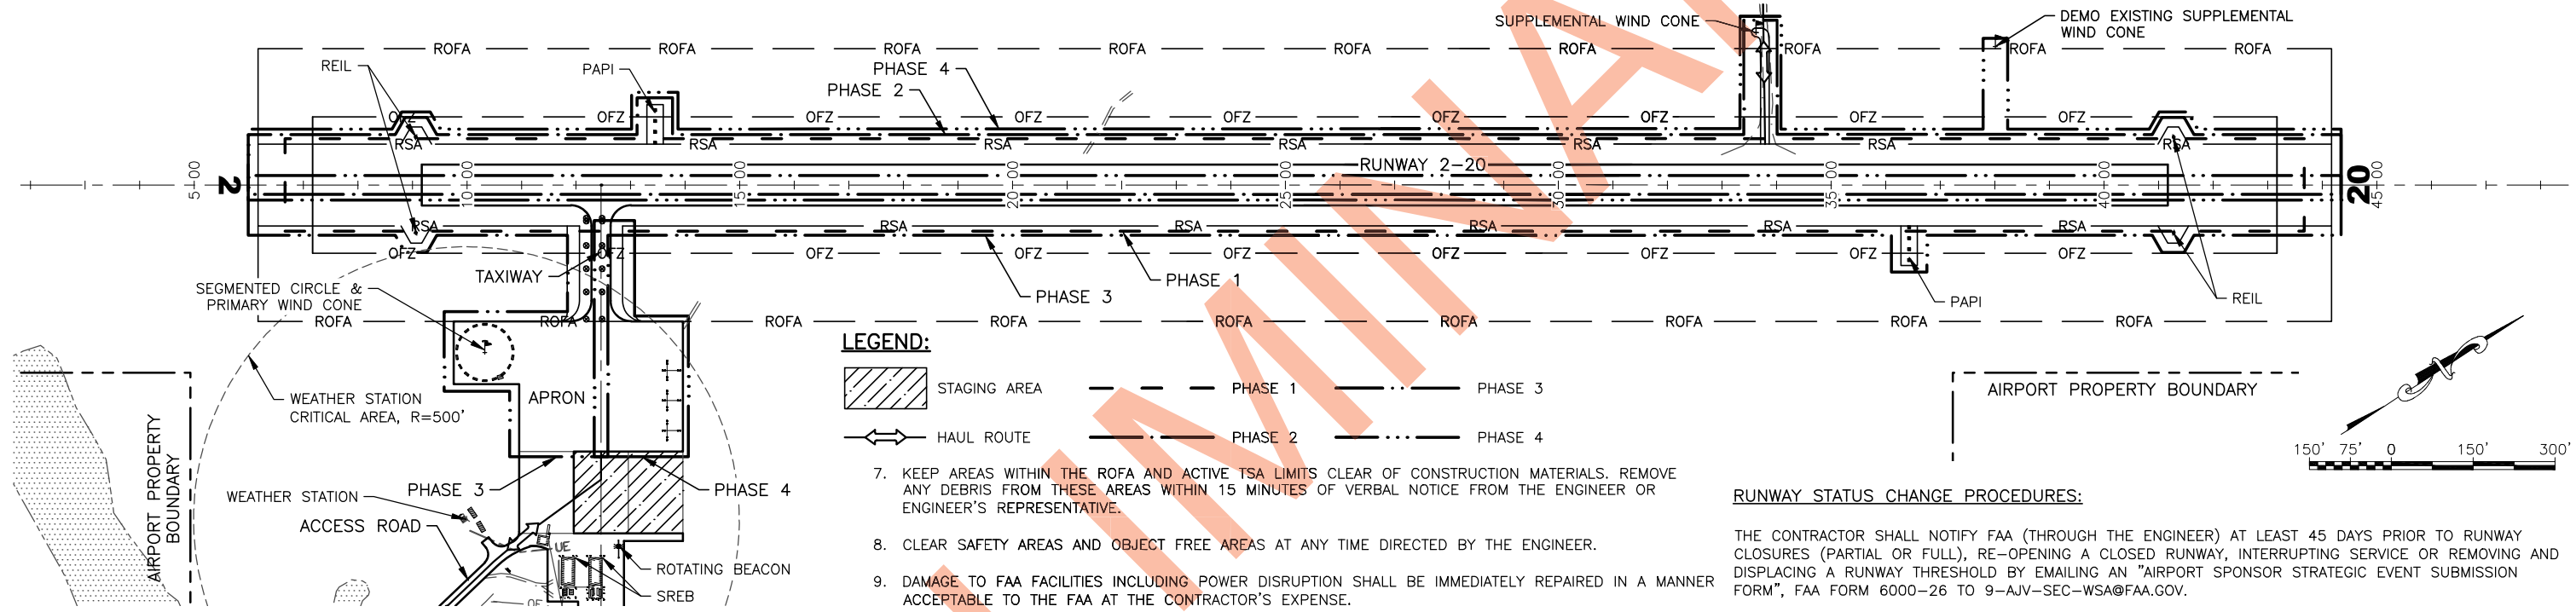 SUPPLEMENTAL WIND CONE
DEMO EXISTING SUPPLEMENTAL
WIND CONE
ROFA ROFA ROFA ROFA ROFA ROFA ROFA ROFA ROFA
REIL
PAPI
PHASE 4
PHASE 2
OFZ OFZ OFZ OFZ OFZ OFZ OFZ OFZ OFZ
RSA RSA RSA RSA RSA RSA RSA
RUNWAY 2-20
2
5+00 10+00 15+00 20+00 25+00 30+00 35+00 40+00 45+00
20
RSA RSA RSA RSA RSA RSA
OFZ OFZ OFZ OFZ OFZ OFZ OFZ OFZ OFZ
TAXIWAY
PHASE 1
PHASE 3
PAPI
REIL
SEGMENTED CIRCLE &
PRIMARY WIND CONE
ROFA ROFA ROFA ROFA ROFA ROFA ROFA ROFA ROFA
WEATHER STATION
CRITICAL AREA, R=500'
APRON
AIRPORT PROPERTY
BOUNDARY
PHASE 3
PHASE 4
WEATHER STATION
ACCESS ROAD
UE
ROTATING BEACON
SREB
LEGEND:
STAGING AREA
PHASE 1
PHASE 3
HAUL ROUTE
PHASE 2
PHASE 4
AIRPORT PROPERTY BOUNDARY
150' 75' 0 150' 300'
7. KEEP AREAS WITHIN THE ROFA AND ACTIVE TSA LIMITS CLEAR OF CONSTRUCTION MATERIALS. REMOVE
ANY DEBRIS FROM THESE AREAS WITHIN 15 MINUTES OF VERBAL NOTICE FROM THE ENGINEER OR
ENGINEER'S REPRESENTATIVE.
8. CLEAR SAFETY AREAS AND OBJECT FREE AREAS AT ANY TIME DIRECTED BY THE ENGINEER.
9. DAMAGE TO FAA FACILITIES INCLUDING POWER DISRUPTION SHALL BE IMMEDIATELY REPAIRED IN A MANNER
ACCEPTABLE TO THE FAA AT THE CONTRACTOR'S EXPENSE.
RUNWAY STATUS CHANGE PROCEDURES:
THE CONTRACTOR SHALL NOTIFY FAA (THROUGH THE ENGINEER) AT LEAST 45 DAYS PRIOR TO RUNWAY
CLOSURES (PARTIAL OR FULL), RE-OPENING A CLOSED RUNWAY, INTERRUPTING SERVICE OR REMOVING AND
DISPLACING A RUNWAY THRESHOLD BY EMAILING AN "AIRPORT SPONSOR STRATEGIC EVENT SUBMISSION
FORM", FAA FORM 6000-26 TO 9-AJV-SEC-WSA@FAA.GOV.
IMINA